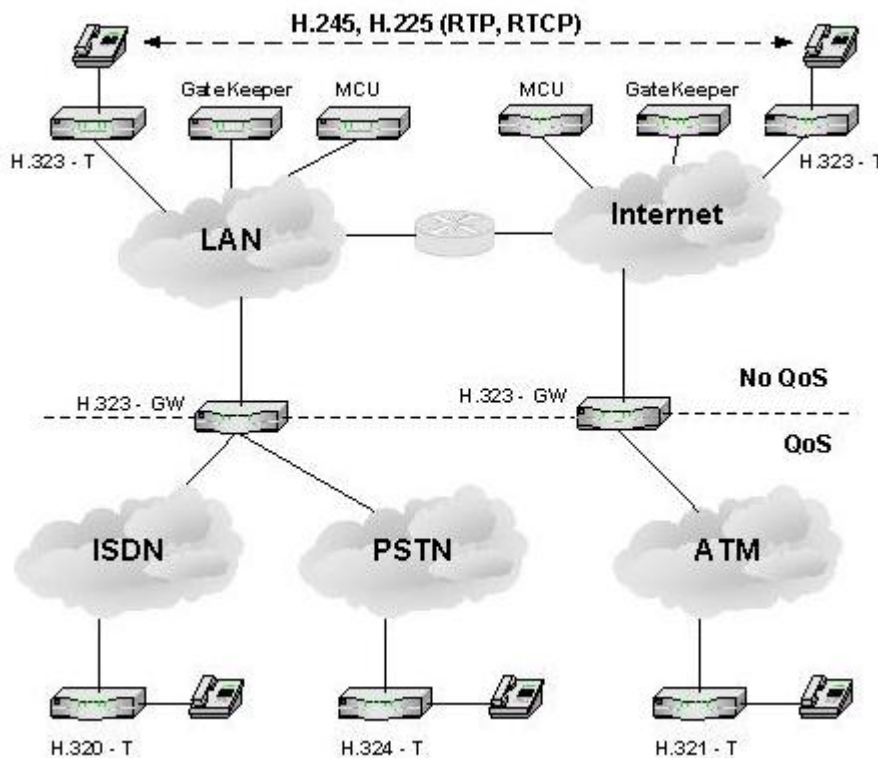 H.245, H.225 (RTP, RTCP)
GateKeeper
MCU
MCU
GateKeeper
H.323 - T
H.323 - T
LAN
Internet
H.323 - GW
H.323 - GW
No QoS
QoS
ISDN
PSTN
ATM
H.320 - T
H.324 - T
H.321 - T